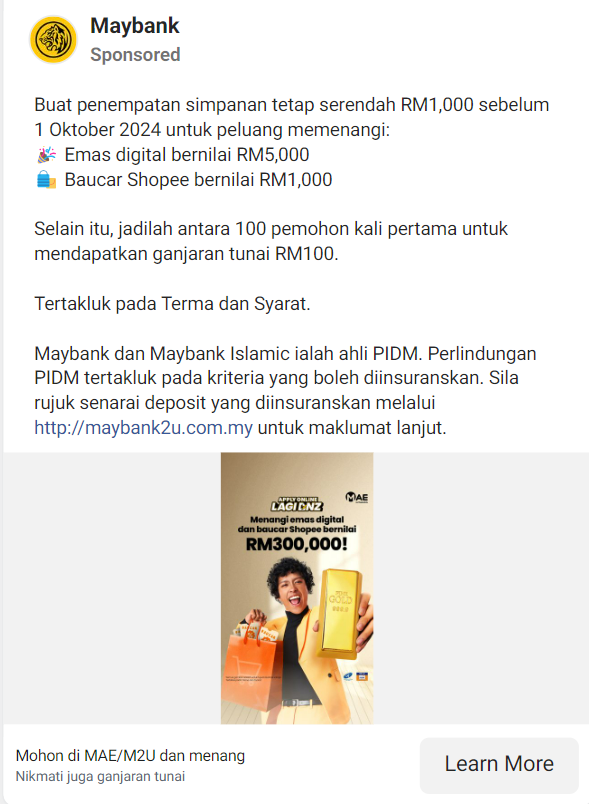 Maybank
Sponsored
Buat penempatan simpanan tetap serendah RM1,000 sebelum
1 Oktober 2024 untuk peluang memenangi:
🎉 Emas digital bernilai RM5,000
🛍️ Baucar Shopee bernilai RM1,000
Selain itu, jadilah antara 100 pemohon kali pertama untuk
mendapatkan ganjaran tunai RM100.
Tertakluk pada Terma dan Syarat.
Maybank dan Maybank Islamic ialah ahli PIDM. Perlindungan
PIDM tertakluk pada kriteria yang boleh diinsuranskan. Sila
rujuk senarai deposit yang diinsuranskan melalui
http://maybank2u.com.my untuk maklumat lanjut.
APPLY ONLINE
LAGI BNZ
MAE
Menangi emas digital
dan baucar Shopee bernilai
RM300,000!
GOLD
Mohon di MAE/M2U dan menang
Nikmati juga ganjaran tunai
Learn More